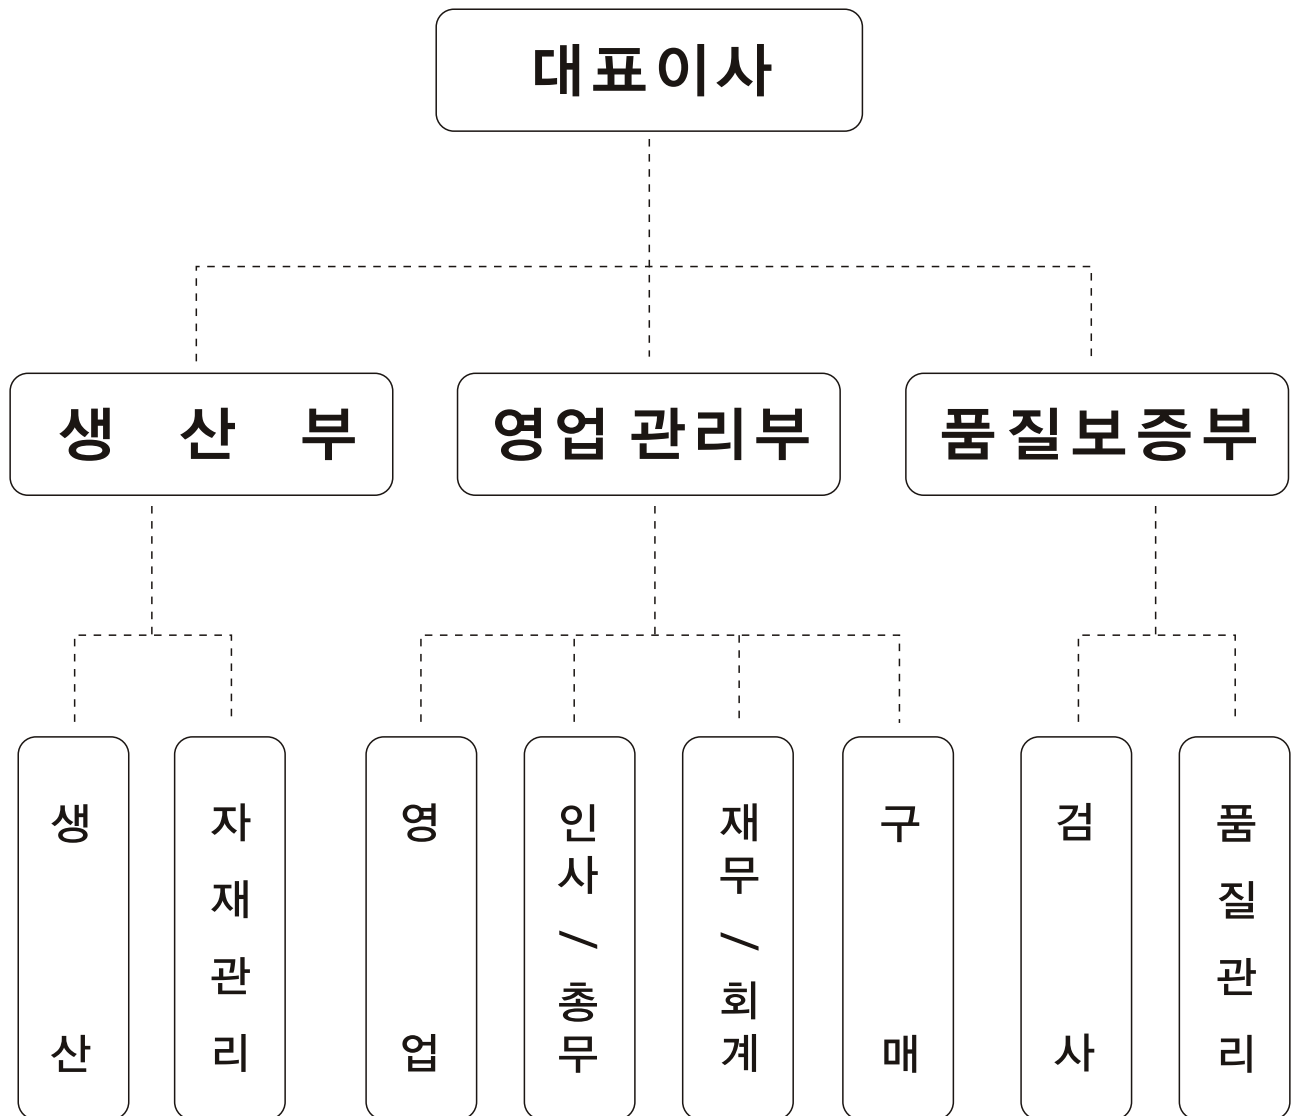 대표이사
생 산 부
영업 관리부
품질보증부
생 산
자재관리
영 업
인사/총무
재무/회계
구 매
검 사
품질관리